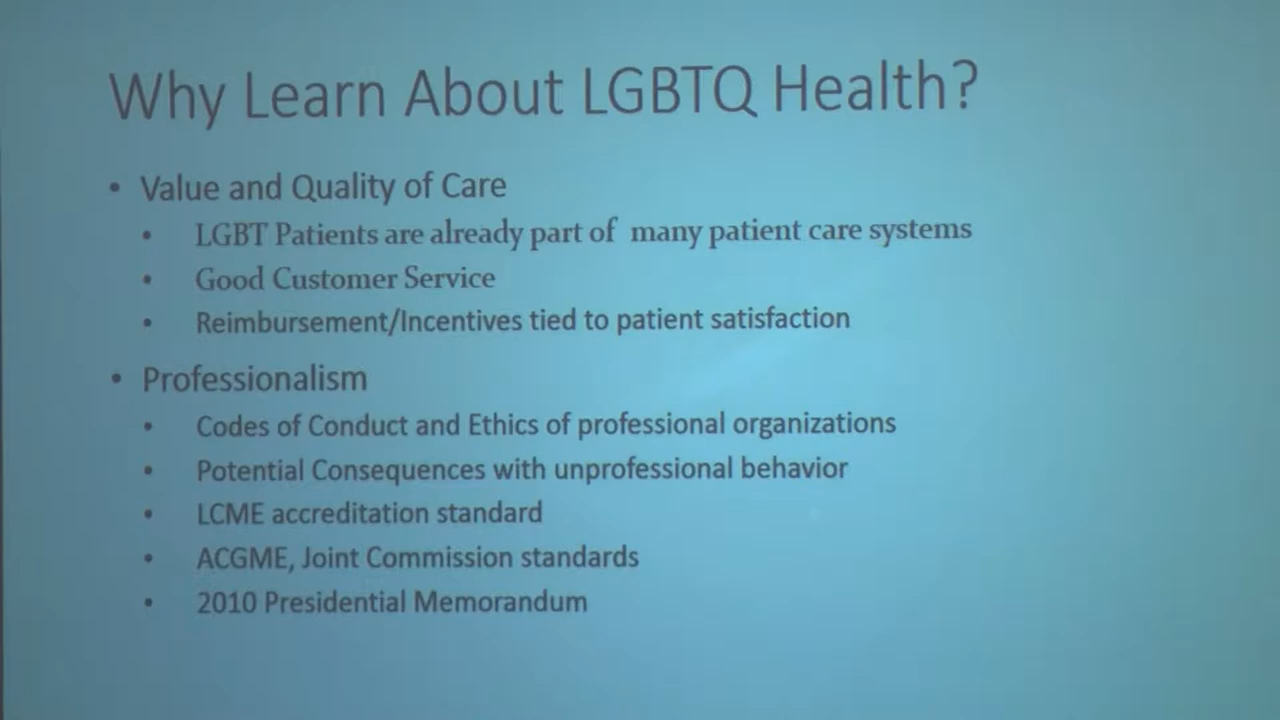 Why Learn About LGBTQ Health?
• Value and Quality of Care
• LGBT Patients are already part of many patient care systems
• Good Customer Service
• Reimbursement/Incentives tied to patient satisfaction
• Professionalism
• Codes of Conduct and Ethics of professional organizations
• Potential Consequences with unprofessional behavior
• LCME accreditation standard
• ACGME, Joint Commission standards
• 2010 Presidential Memorandum